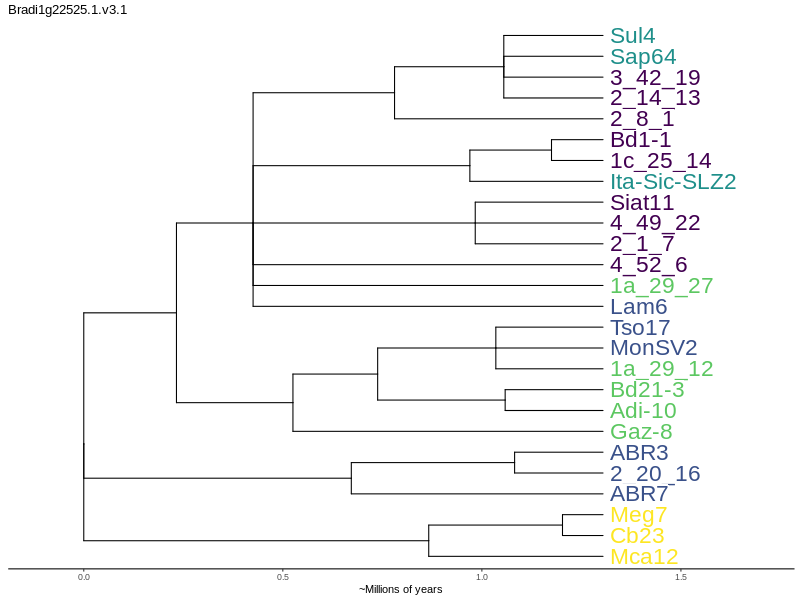 Bradi1g22525.1.v3.1
Sul4
Sap64
3_42_19
2_14_13
2_8_1
Bd1-1
1c_25_14
Ita-Sic-SLZ2
Siat11
4_49_22
2_1_7
4_52_6
1a_29_27
Lam6
Tso17
MonSV2
1a_29_12
Bd21-3
Adi-10
Gaz-8
ABR3
2_20_16
ABR7
Meg7
Cb23
Mca12
0.0 0.5 1.0 1.5
~Millions of years